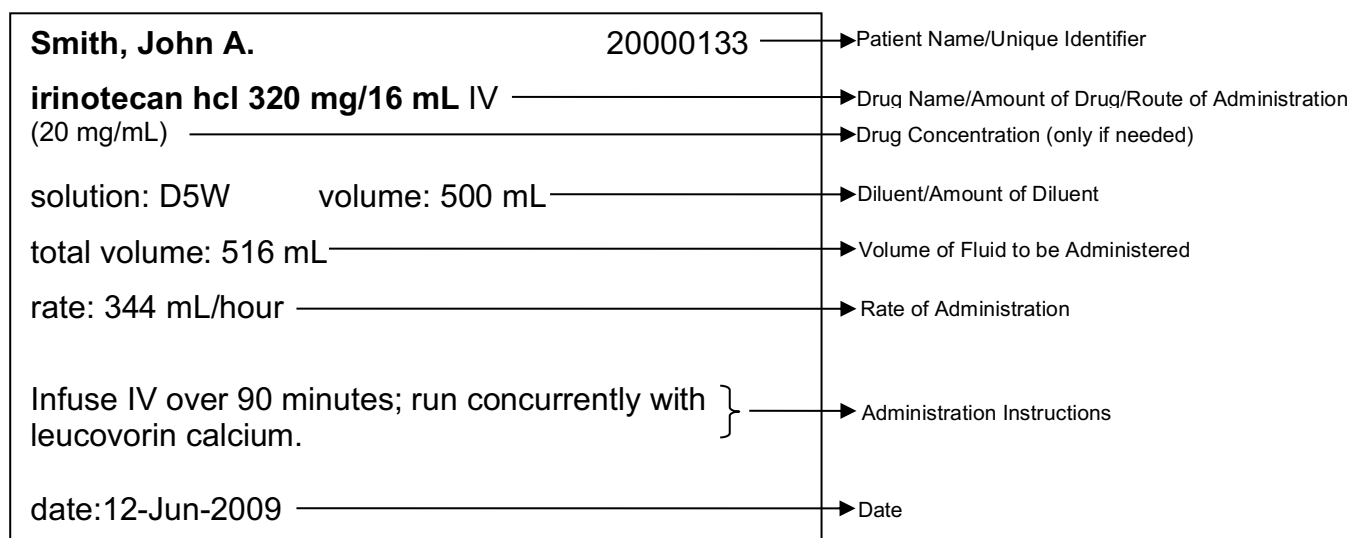 Smith, John A. 20000133 Patient Name/Unique Identifier
irinotecan hcl 320 mg/16 mL IV Drug Name/Amount of Drug/Route of Administration
(20 mg/mL) Drug Concentration (only if needed)
solution: D5W volume: 500 mL Diluent/Amount of Diluent
total volume: 516 mL Volume of Fluid to be Administered
rate: 344 mL/hour Rate of Administration
Infuse IV over 90 minutes; run concurrently with
leucovorin calcium. Administration Instructions
date:12-Jun-2009 Date